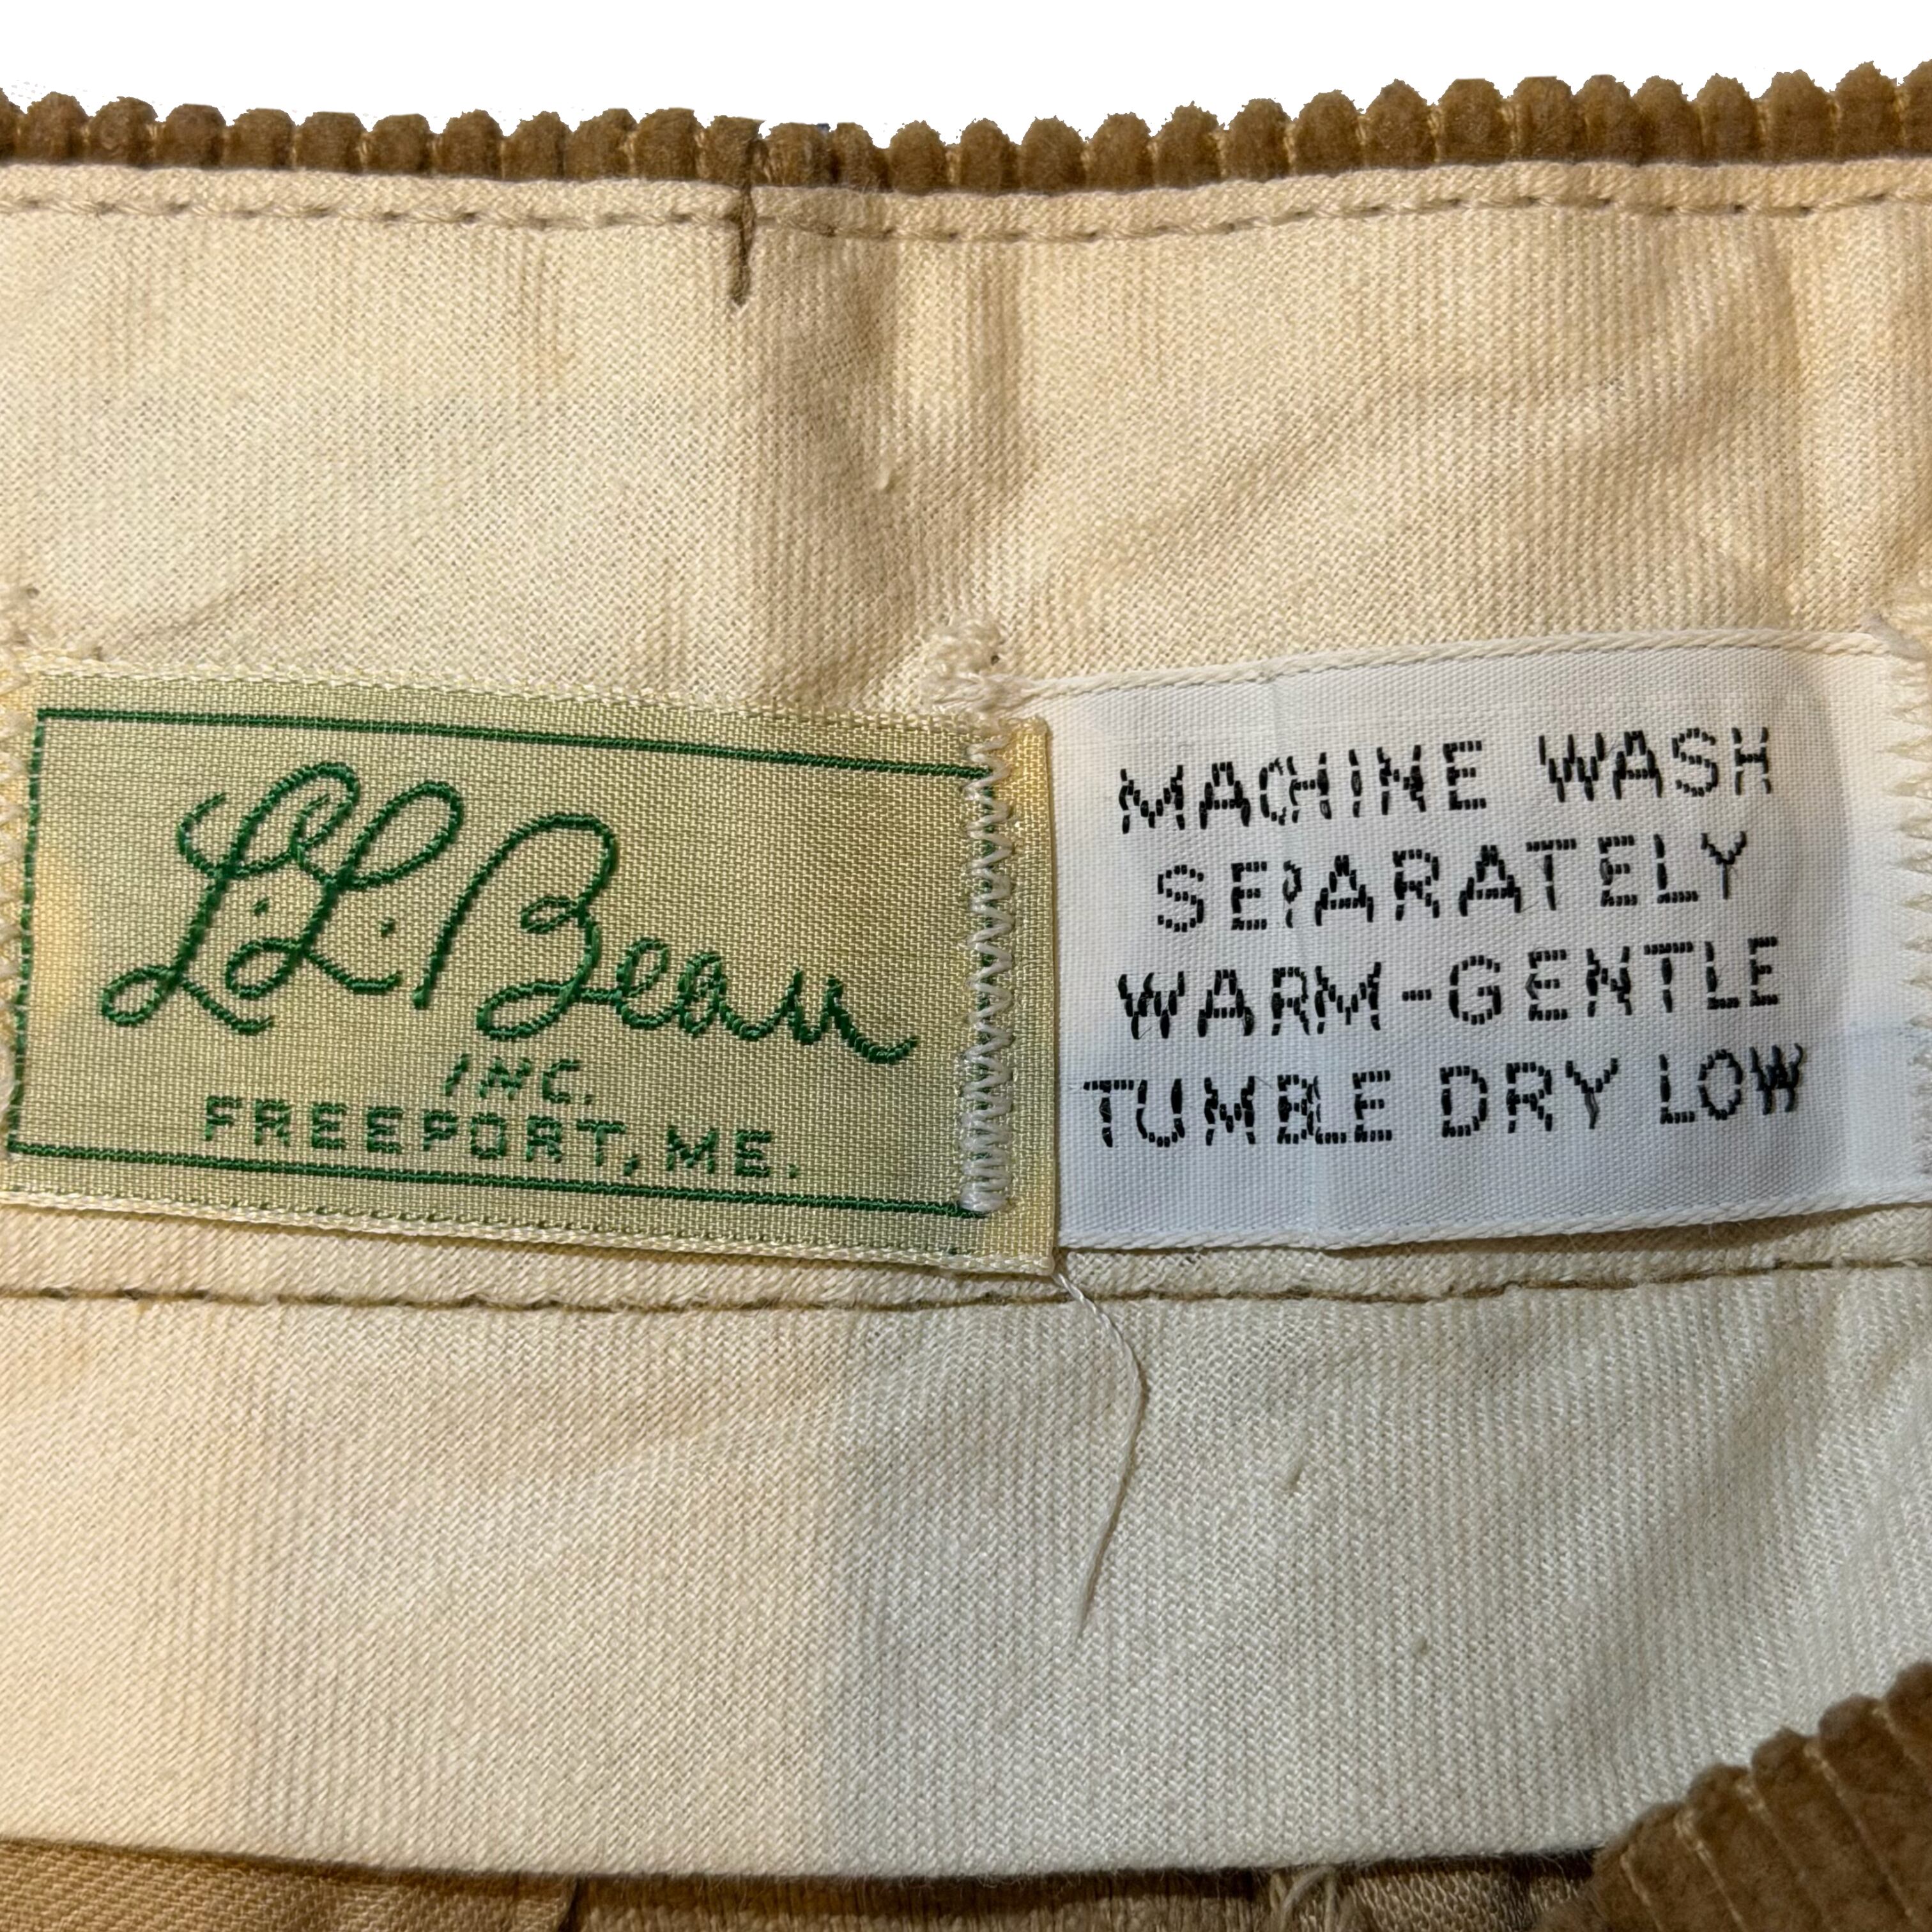 L.L. Bean
INC.
FREEPORT, ME.
MACHINE WASH
SEPARATELY
WARM-GENTLE
TUMBLE DRY LOW